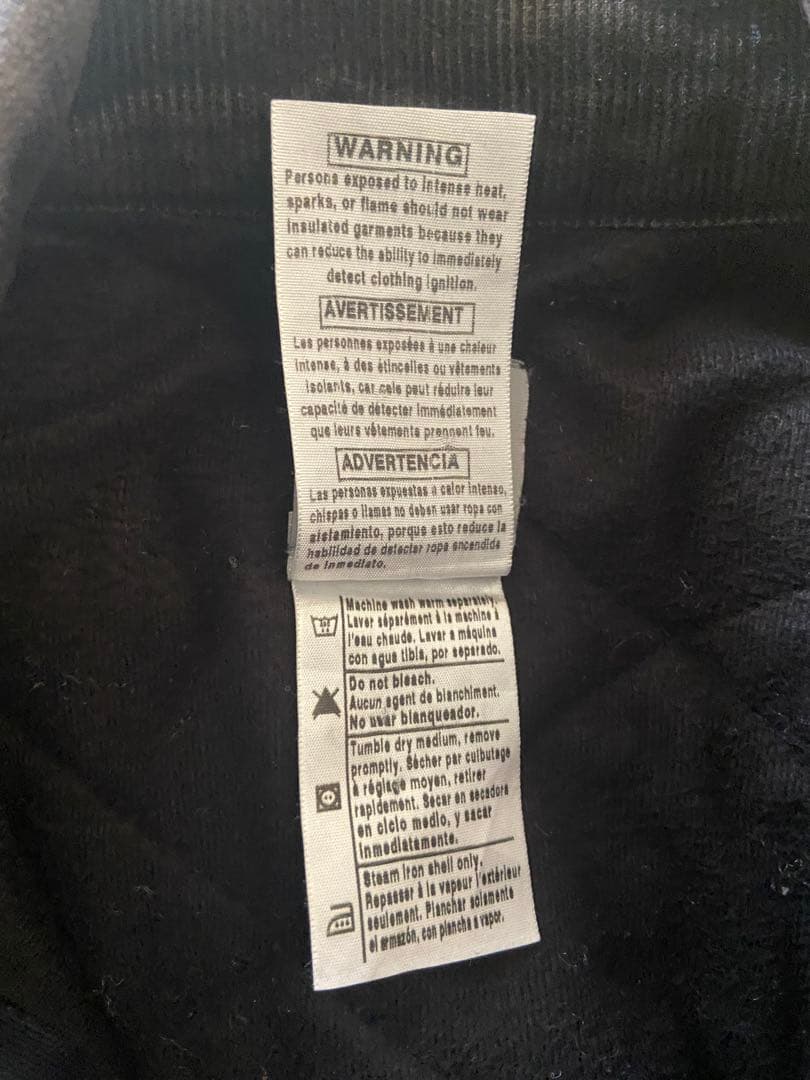 WARNING
Persons exposed to intense heat,
sparks, or flame should not wear
insulated garments because they
can reduce the ability to immediately
detect clothing ignition.
AVERTISSEMENT
Les personnes exposées à une chaleur
intense, à des étincelles ou vêtements
isolants, car cela peut réduire leur
capacité de détecter immédiatement
que leurs vêtements prennent feu.
ADVERTENCIA
Las personas expuestas a calor intenso,
chispas o llamas no deben usar ropa con
aislamiento, porque esto reduce la
habilidad de detectar ropa encendida
de inmediato.
Machine wash warm separately.
Laver séparément à la machine à
l'eau chaude. Lavar a máquina
con agua tibia, por separado.
Do not bleach.
Aucun agent de blanchiment.
No usar blanqueador.
Tumble dry medium, remove
promptly. Sécher par culbutage
à réglage moyen, retirer
rapidement. Secar en secadora
en ciclo medio, y sacar
inmediatamente.
Steam iron shell only.
Repasser à la vapeur l'extérieur
seulement. Planchar solamente
el armazón, con plancha a vapor.